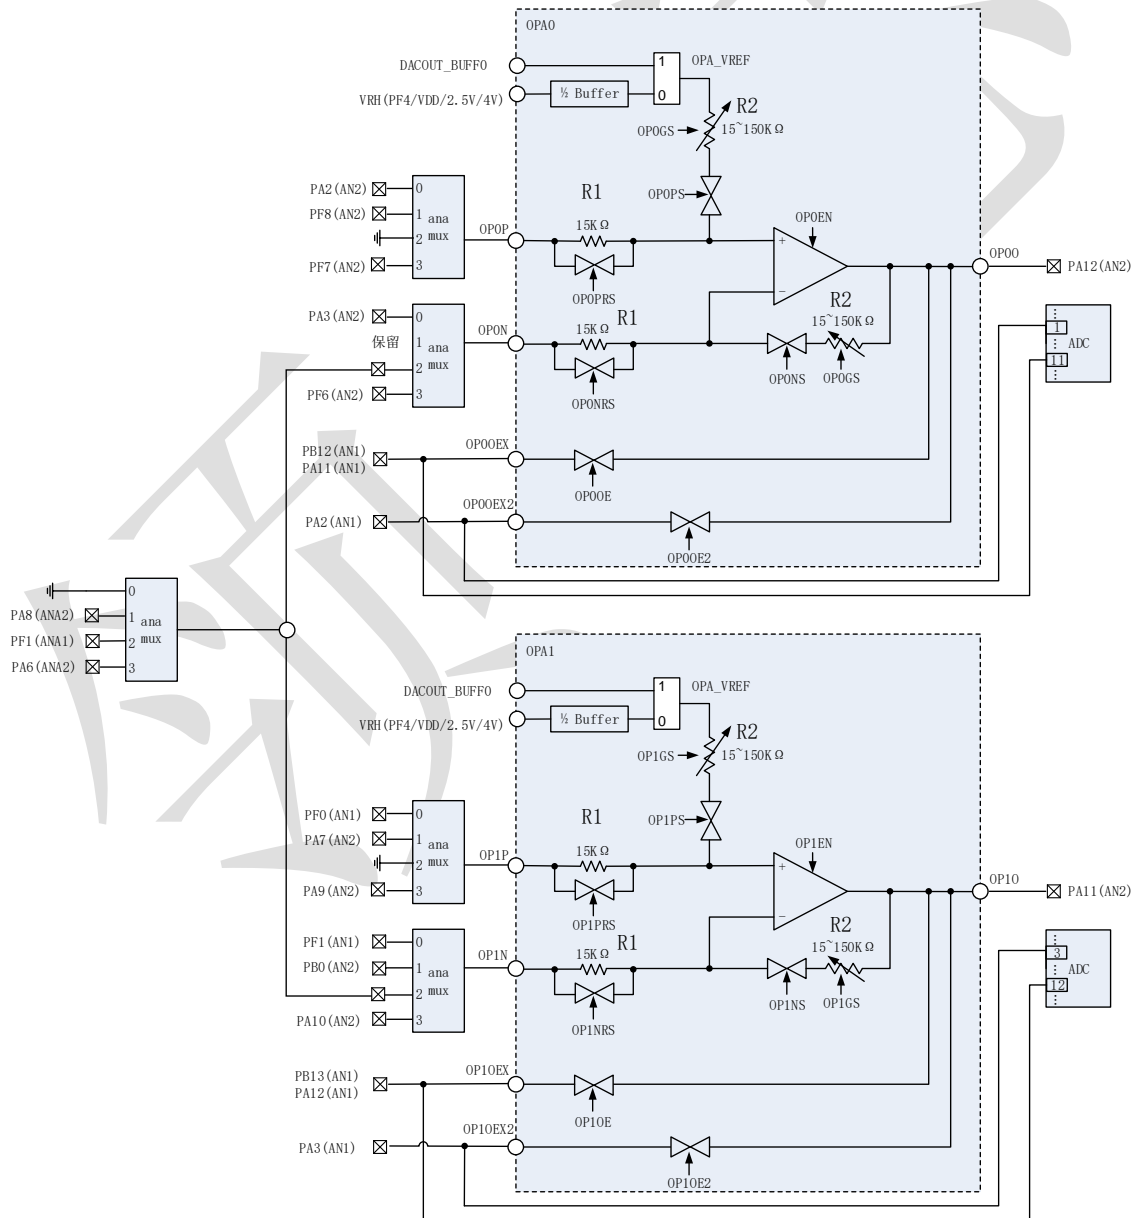 OPA0
DACOUT_BUFF0
1
OPA_VREF
VRH(PF4/VDD/2.5V/4V)
½ Buffer
0
R2
15~150KΩ
OP0GS
PA2(AN2)
0
PF8(AN2)
1
ana
mux
2
PF7(AN2)
3
OP0P
R1
15KΩ
OP0PRS
OP0PS
OP0EN
+
−
OP0O
PA12(AN2)
PA3(AN2)
0
保留
1
ana
mux
2
PF6(AN2)
3
OP0N
R1
15KΩ
OP0NRS
R2
15~150KΩ
OP0NS
OP0GS
1
ADC
11
PB12(AN1)
PA11(AN1)
OP0OEX
OP0OE
PA2(AN1)
OP0OEX2
OP0OE2
0
PA8(ANA2)
1
ana
mux
PF1(ANA1)
2
PA6(ANA2)
3
OPA1
DACOUT_BUFF0
1
OPA_VREF
VRH(PF4/VDD/2.5V/4V)
½ Buffer
0
R2
15~150KΩ
OP1GS
PF0(AN1)
0
PA7(AN2)
1
ana
mux
2
PA9(AN2)
3
OP1P
R1
15KΩ
OP1PRS
OP1PS
OP1EN
+
−
OP1O
PA11(AN2)
PF1(AN1)
0
PB0(AN2)
1
ana
mux
2
PA10(AN2)
3
OP1N
R1
15KΩ
OP1NRS
R2
15~150KΩ
OP1NS
OP1GS
3
ADC
12
PB13(AN1)
PA12(AN1)
OP1OEX
OP1OE
PA3(AN1)
OP1OEX2
OP1OE2